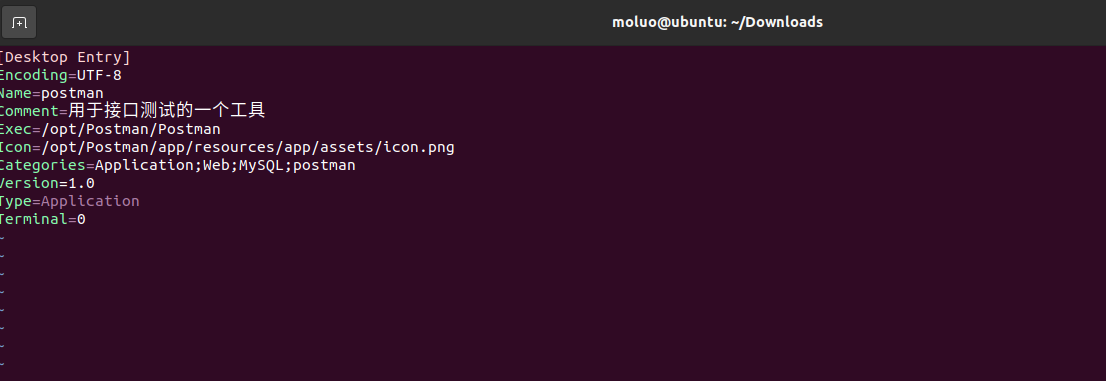 moluo@ubuntu: ~/Downloads
[Desktop Entry]
Encoding=UTF-8
Name=postman
Comment=用于接口测试的一个工具
Exec=/opt/Postman/Postman
Icon=/opt/Postman/app/resources/app/assets/icon.png
Categories=Application;Web;MySQL;postman
Version=1.0
Type=Application
Terminal=0
~
~
~
~
~
~
~
~